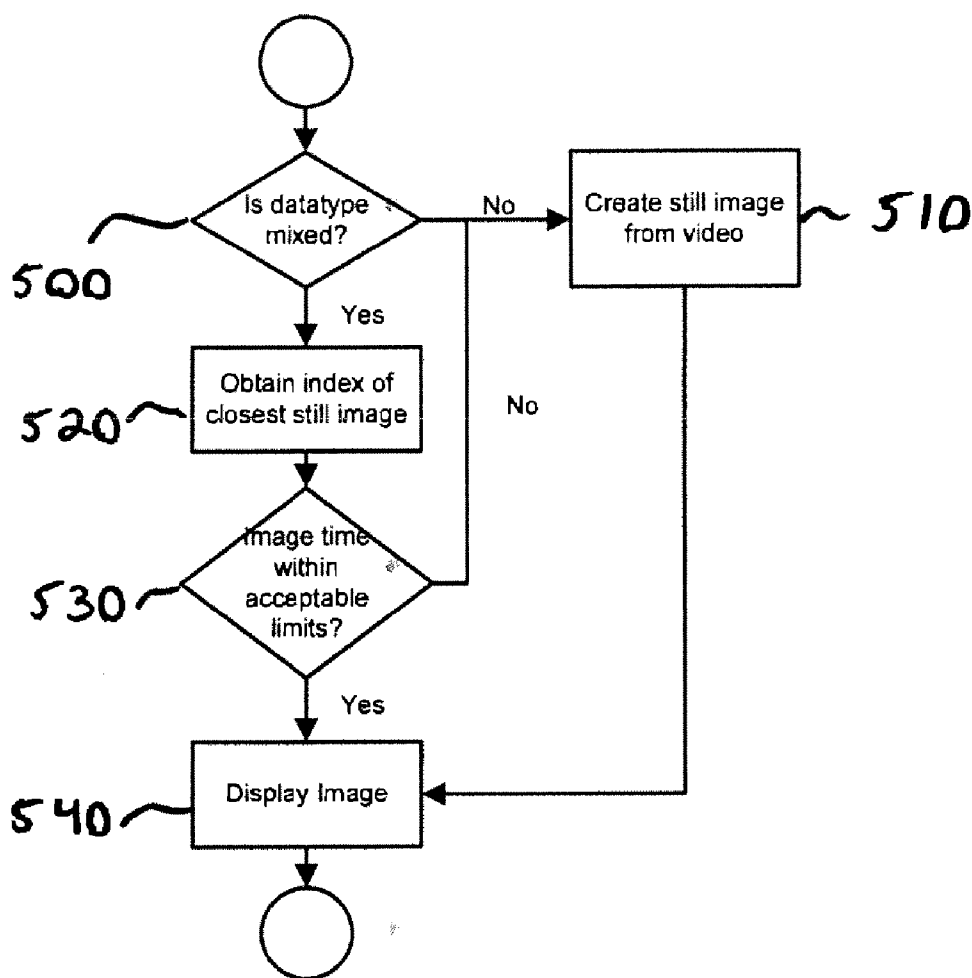 Is datatype
mixed?
500
No
Create still image
from video
510
Yes
Obtain index of
closest still image
520
No
Image time
within
acceptable
limits?
530
Yes
Display Image
540